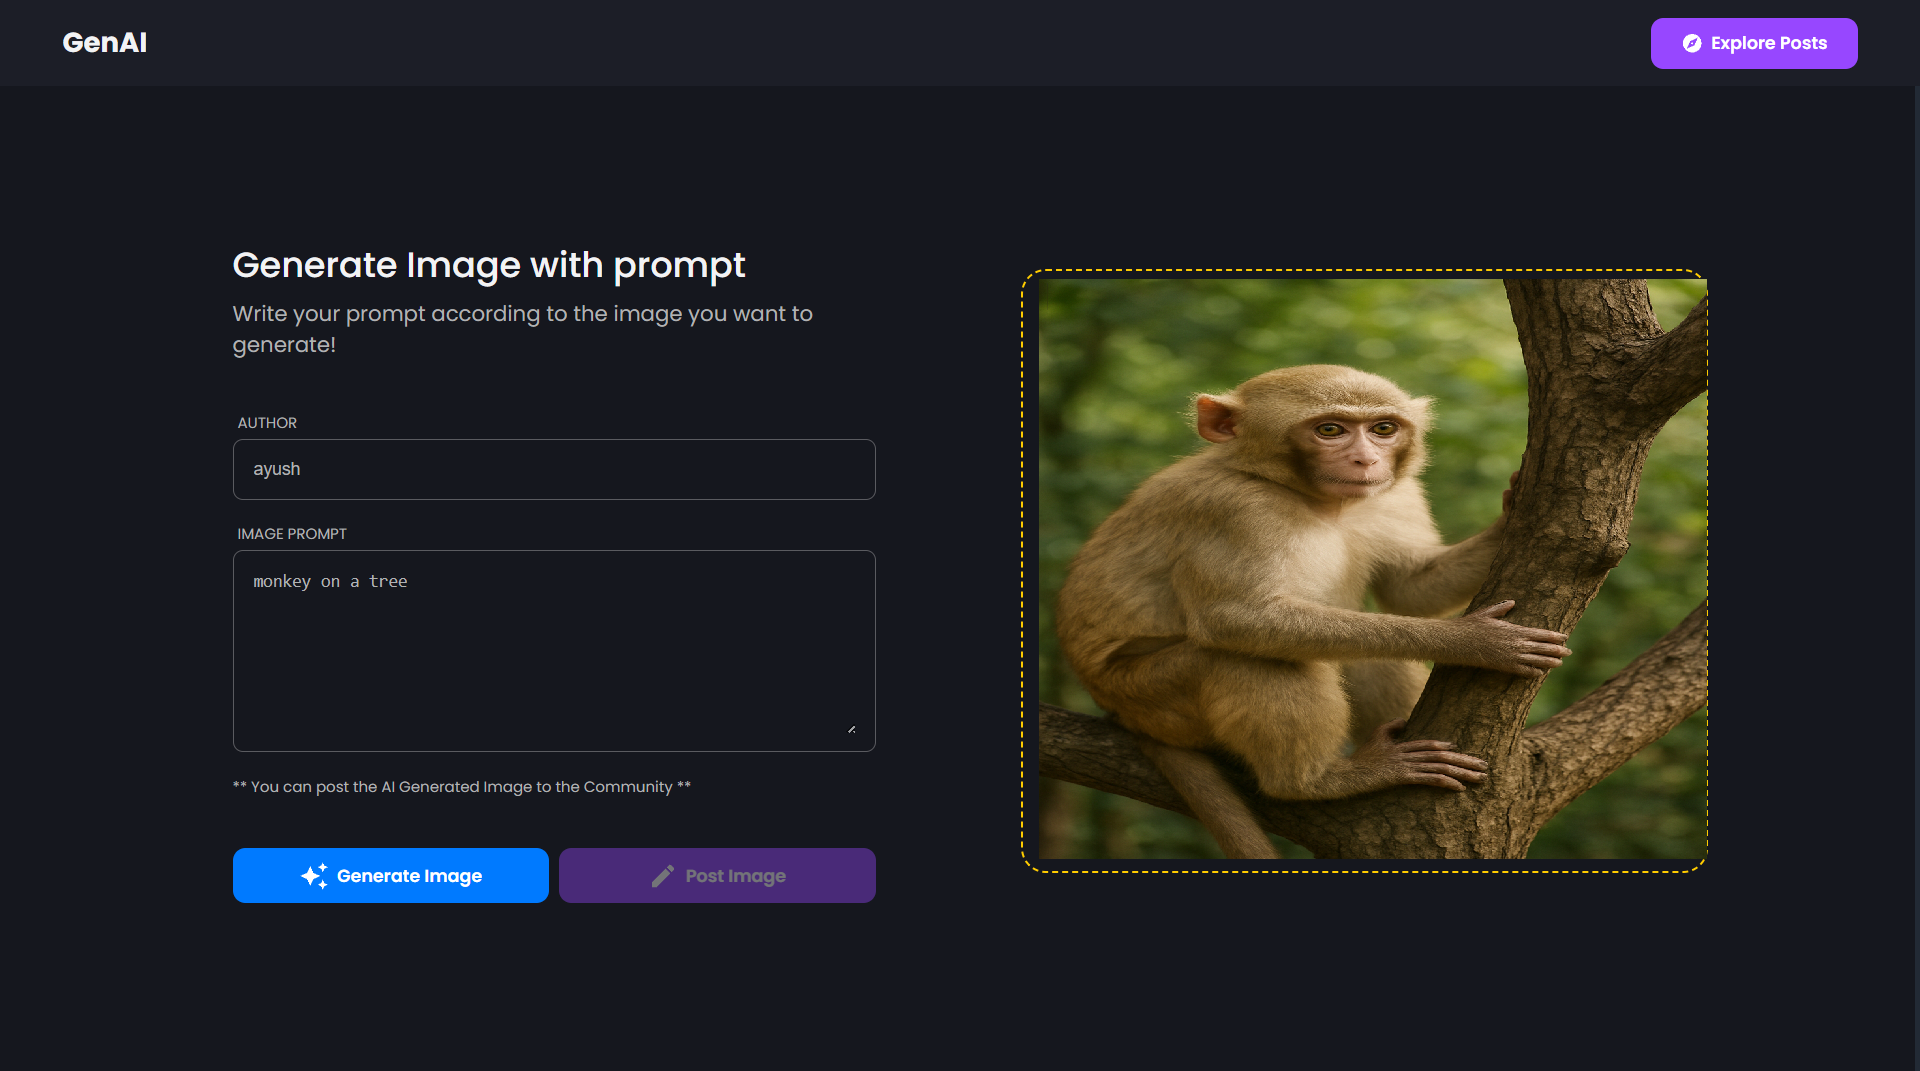 GenAI
Explore Posts
Generate Image with prompt
Write your prompt according to the image you want to
generate!
AUTHOR
ayush
IMAGE PROMPT
monkey on a tree
** You can post the AI Generated Image to the Community **
Generate Image
Post Image